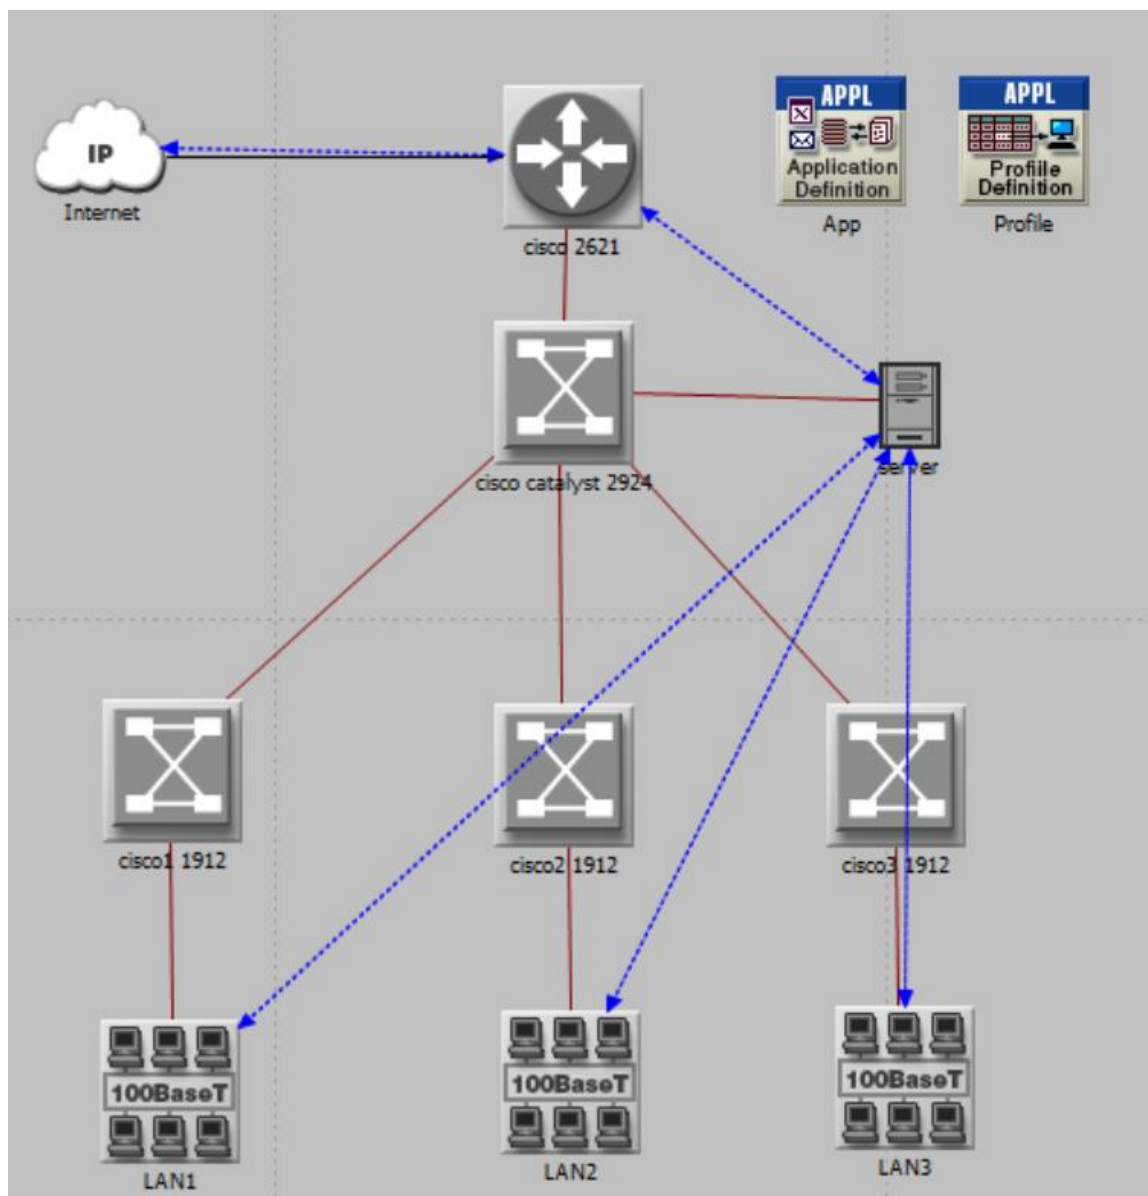 IP
Internet
cisco 2621
APPL
Application
Definition
App
APPL
Profiile
Definition
Profile
cisco catalyst 2924
server
cisco1 1912
cisco2 1912
cisco3 1912
100BaseT
LAN1
100BaseT
LAN2
100BaseT
LAN3